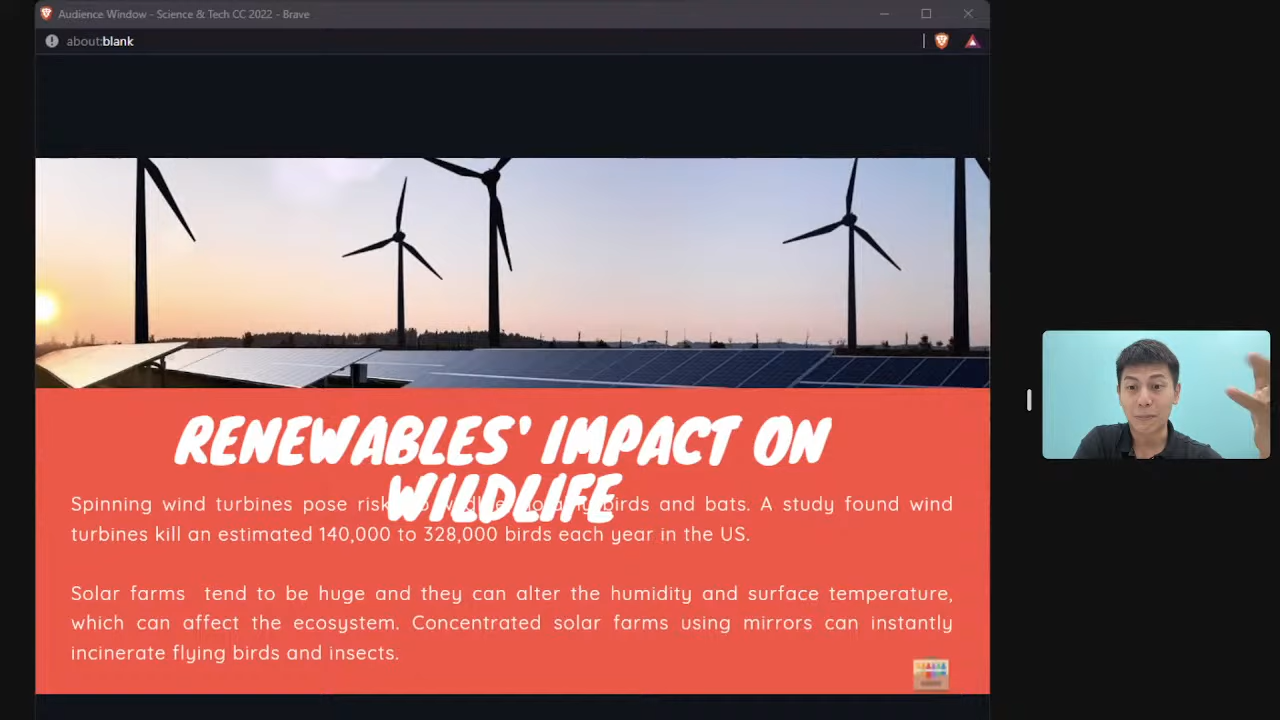 Audience Window - Science & Tech CC 2022 - Brave
about:blank
RENEWABLES' IMPACT ON
WILDLIFE
Spinning wind turbines pose birds and bats. A study found wind
turbines kill an estimated 140,000 to 328,000 birds each year in the US.
Solar farms tend to be huge and they can alter the humidity and surface temperature,
which can affect the ecosystem. Concentrated solar farms using mirrors can instantly
incinerate flying birds and insects.